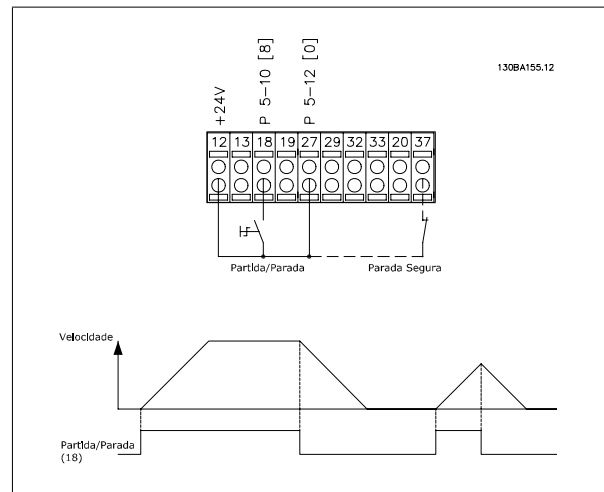 130BA155.12
+24V
P 5-10 [8]
P 5-12 [0]
12 13 18 19 27 29 32 33 20 37
Partida/Parada
Parada Segura
Velocidade
Partida/Parada
(18)